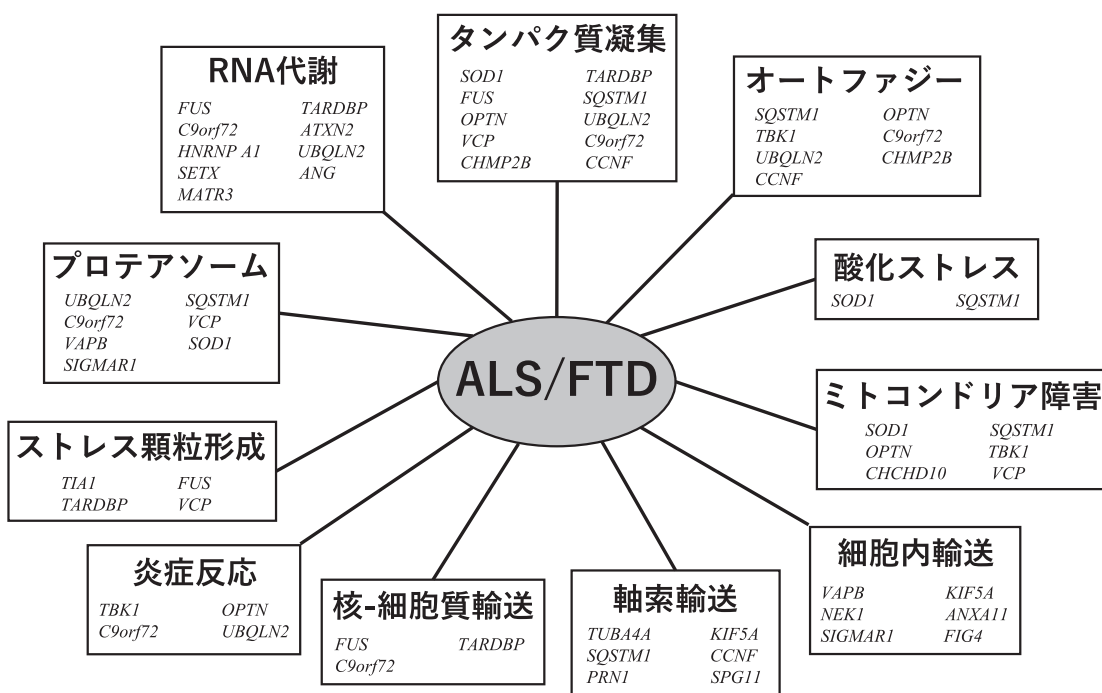 RNA代謝
FUS TARDBP
C9orf72 ATXN2
HNRNP A1 UBQLN2
SETX ANG
MATR3
タンパク質凝集
SOD1 TARDBP
FUS SQSTM1
OPTN UBQLN2
VCP C9orf72
CHMP2B CCNF
オートファジー
SQSTM1 OPTN
TBK1 C9orf72
UBQLN2 CHMP2B
CCNF
プロテアソーム
UBQLN2 SQSTM1
C9orf72 VCP
VAPB SOD1
SIGMAR1
酸化ストレス
SOD1 SQSTM1
ALS/FTD
ミトコンドリア障害
SOD1 SQSTM1
OPTN TBK1
CHCHD10 VCP
ストレス顆粒形成
TIA1 FUS
TARDBP VCP
炎症反応
TBK1 OPTN
C9orf72 UBQLN2
核-細胞質輸送
FUS TARDBP
C9orf72
軸索輸送
TUBA4A KIF5A
SQSTM1 CCNF
PRN1 SPG11
細胞内輸送
VAPB KIF5A
NEK1 ANXA11
SIGMAR1 FIG4